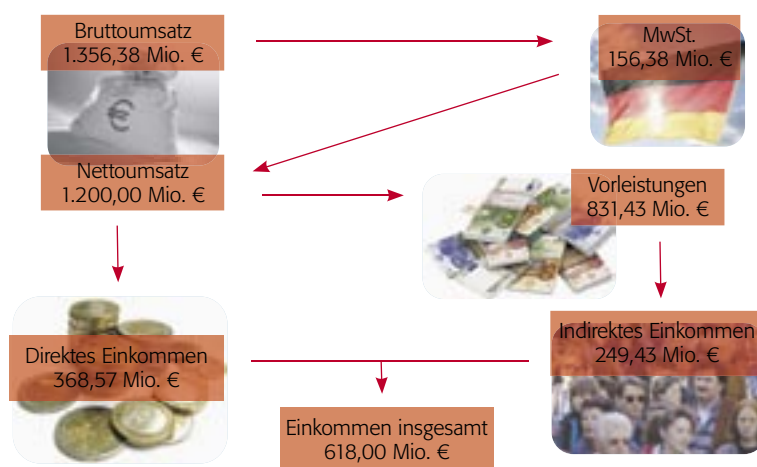 Bruttoumsatz
1.356,38 Mio. €
MwSt.
156,38 Mio. €
Nettoumsatz
1.200,00 Mio. €
Vorleistungen
831,43 Mio. €
Direktes Einkommen
368,57 Mio. €
Indirektes Einkommen
249,43 Mio. €
Einkommen insgesamt
618,00 Mio. €